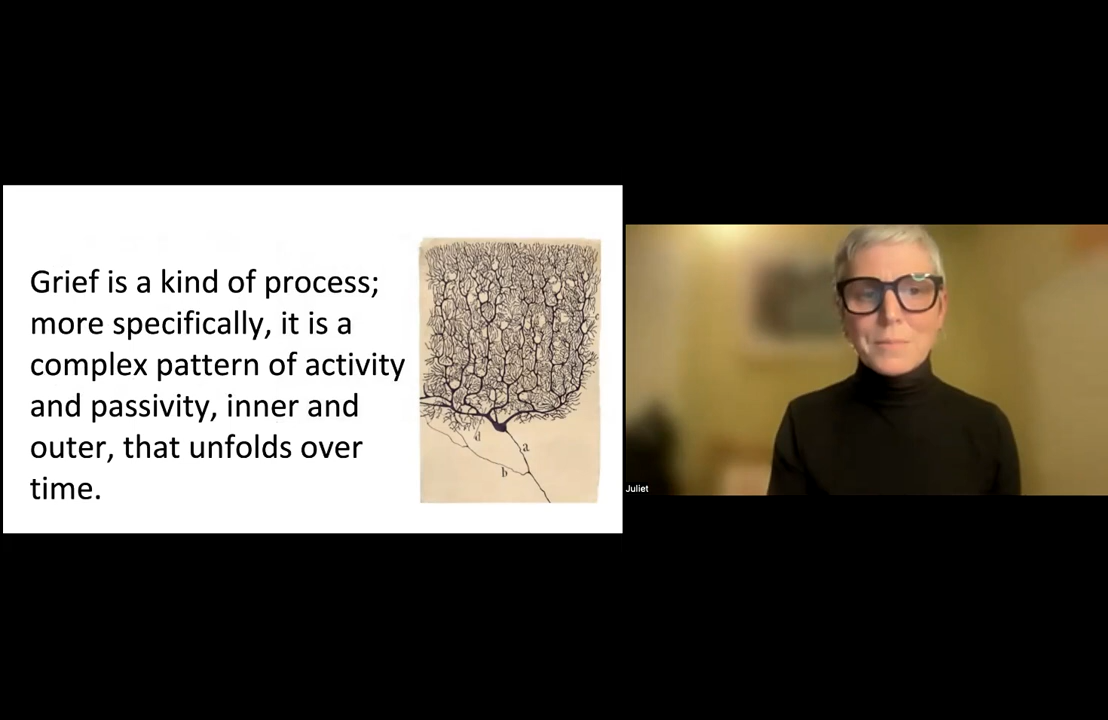 Grief is a kind of process;
more specifically, it is a
complex pattern of activity
and passivity, inner and
outer, that unfolds over
time.
d
a
b
Juliet